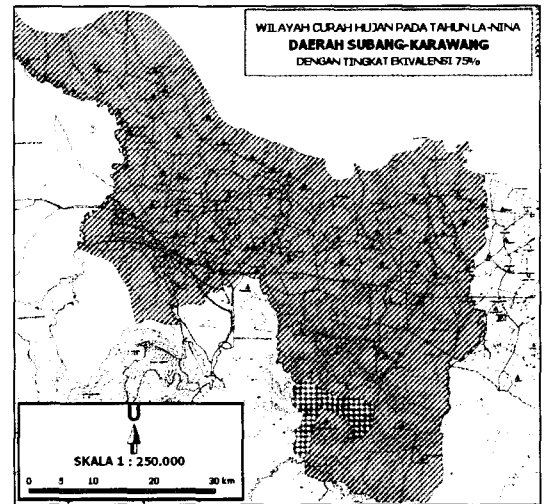 WILAYAH CURAH HUJAN PADA TAHUN LA-NINA
DAERAH SUBANG-KARAWANG
DENGAN TINGKAT EKIVALENSI 75%
U
SKALA 1 : 250.000
0 5 10 20 30 km